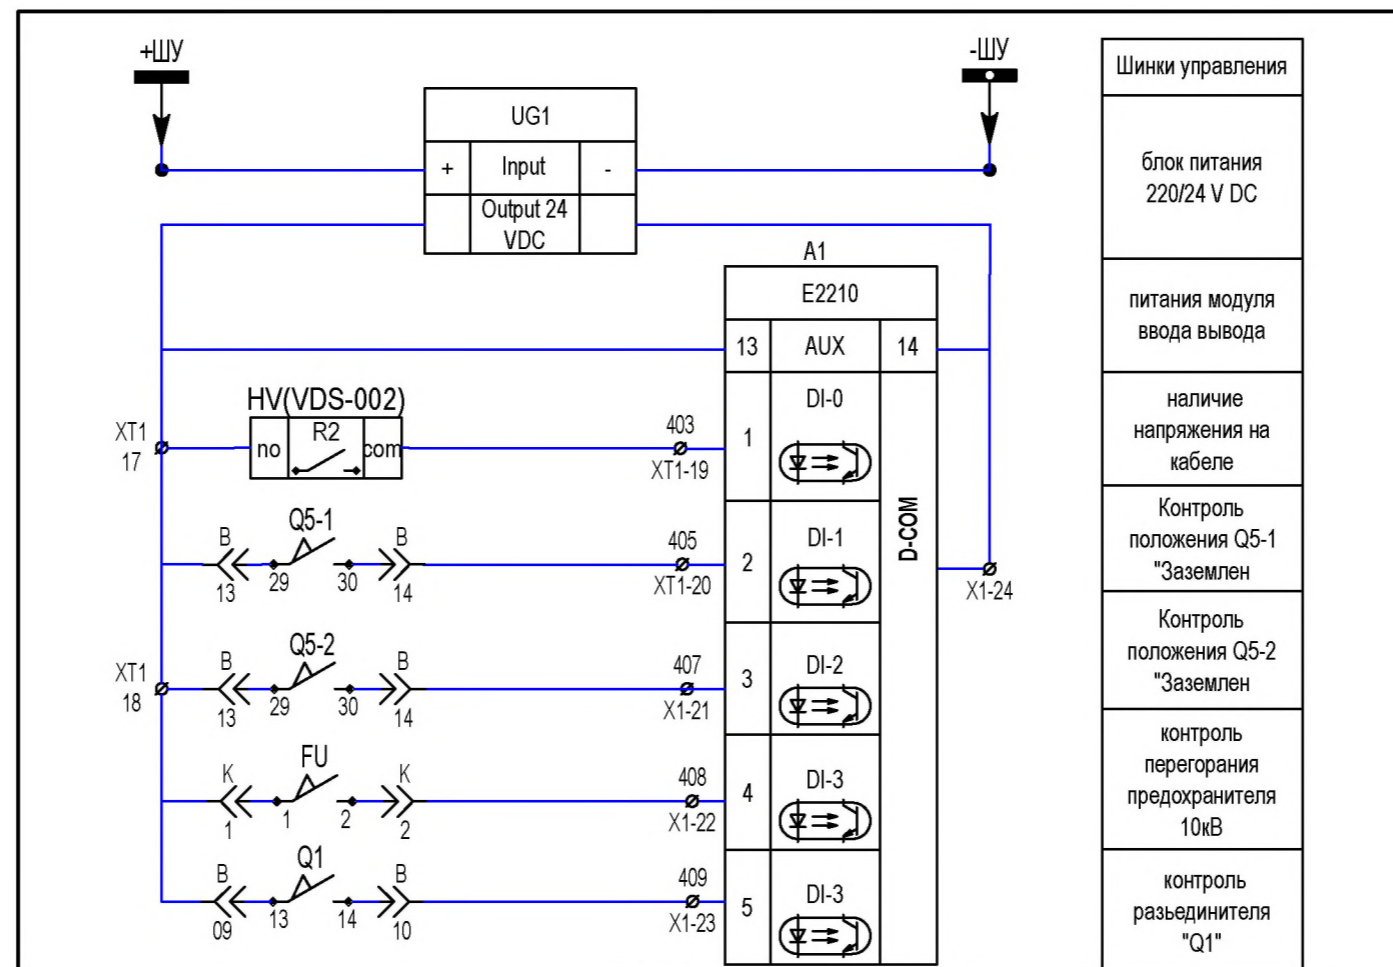 +ШУ
-ШУ
UG1
+ Input -
Output 24
VDC
A1
E2210
13 AUX 14
HV(VDS-002)
no R2 com
XT1
17
403
XT1-19
1
DI-0
D-COM
Q5-1
B
13
29
30
B
14
405
XT1-20
2
DI-1
X1-24
XT1
18
Q5-2
B
13
29
30
B
14
407
X1-21
3
DI-2
FU
K
1
1
2
K
2
408
X1-22
4
DI-3
Q1
B
09
13
14
B
10
409
X1-23
5
DI-3
Шинки управления
блок питания
220/24 V DC
питания модуля
ввода вывода
наличие
напряжения на
кабеле
Контроль
положения Q5-1
"Заземлен
Контроль
положения Q5-2
"Заземлен
контроль
перегорания
предохранителя
10кВ
контроль
разьединителя
"Q1"